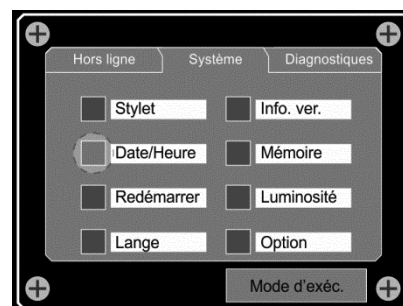 Hors ligne Système Diagnostiques
Stylet Info. ver.
Date/Heure Mémoire
Redémarrer Luminosité
Lange Option
Mode d'exéc.